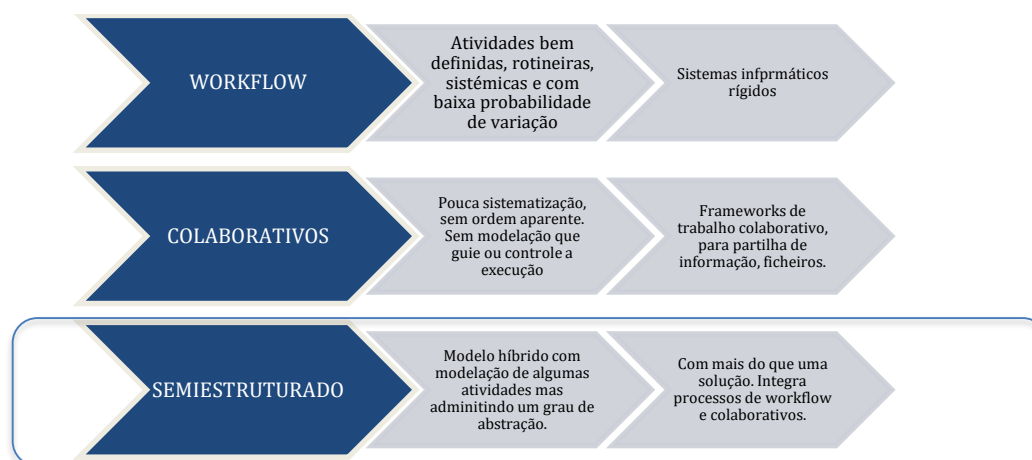 WORKFLOW
Atividades bem
definidas, rotineiras,
sistémicas e com
baixa probabilidade
de variação
Sistemas infprmáticos
rígidos
COLABORATIVOS
Pouca sistematização,
sem ordem aparente.
Sem modelação que
guie ou controle a
execução
Frameworks de
trabalho colaborativo,
para partilha de
informação, ficheiros.
SEMIESTRUTURADO
Modelo híbrido com
modelação de algumas
atividades mas
adminitindo um grau de
abstração.
Com mais do que uma
solução. Integra
processos de workflow
e colaborativos.